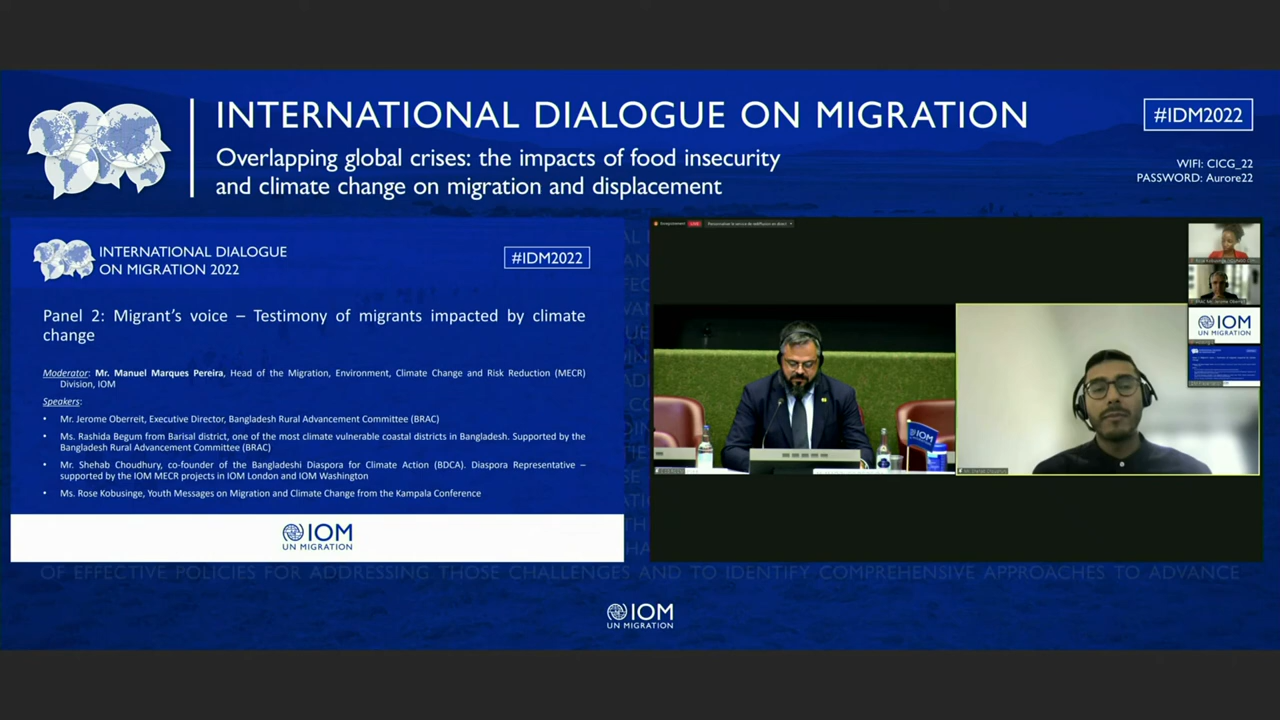 INTERNATIONAL DIALOGUE ON MIGRATION
Overlapping global crises: the impacts of food insecurity
and climate change on migration and displacement
#IDM2022
WIFI: CICG_22
PASSWORD: Aurore22
INTERNATIONAL DIALOGUE
ON MIGRATION 2022
#IDM2022
Panel 2: Migrant's voice – Testimony of migrants impacted by climate
change
Moderator: Mr. Manuel Marques Pereira, Head of the Migration, Environment, Climate Change and Risk Reduction (MECR)
Division, IOM
Speakers:
• Mr. Jerome Oberreit, Executive Director, Bangladesh Rural Advancement Committee (BRAC)
• Ms. Rashida Begum from Barisal district, one of the most climate vulnerable coastal districts in Bangladesh. Supported by the
Bangladesh Rural Advancement Committee (BRAC)
• Mr. Shehab Choudhury, co-founder of the Bangladeshi Diaspora for Climate Action (BDCA). Diaspora Representative –
supported by the IOM MECR projects in IOM London and IOM Washington
• Ms. Rose Kobusinge, Youth Messages on Migration and Climate Change from the Kampala Conference
IOM
UN MIGRATION
LIVE
IOM
UN MIGRATION
IOM
Mr. Shehab Choudhury
OF EFFECTIVE POLICIES FOR ADDRESSING THOSE CHALLENGES AND TO IDENTIFY COMPREHENSIVE APPROACHES TO ADVANCE
IOM
UN MIGRATION